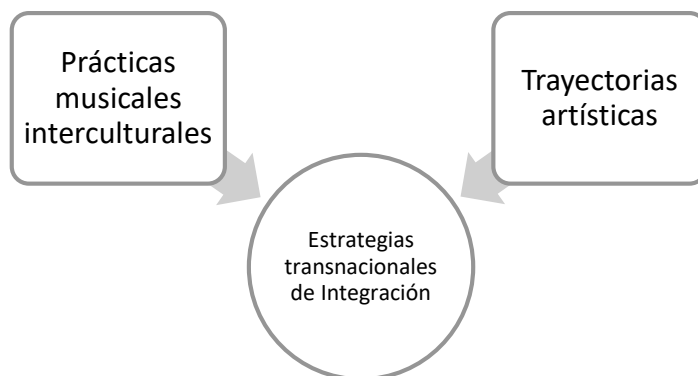 Prácticas
musicales
interculturales
Trayectorias
artísticas
Estrategias
transnacionales
de Integración